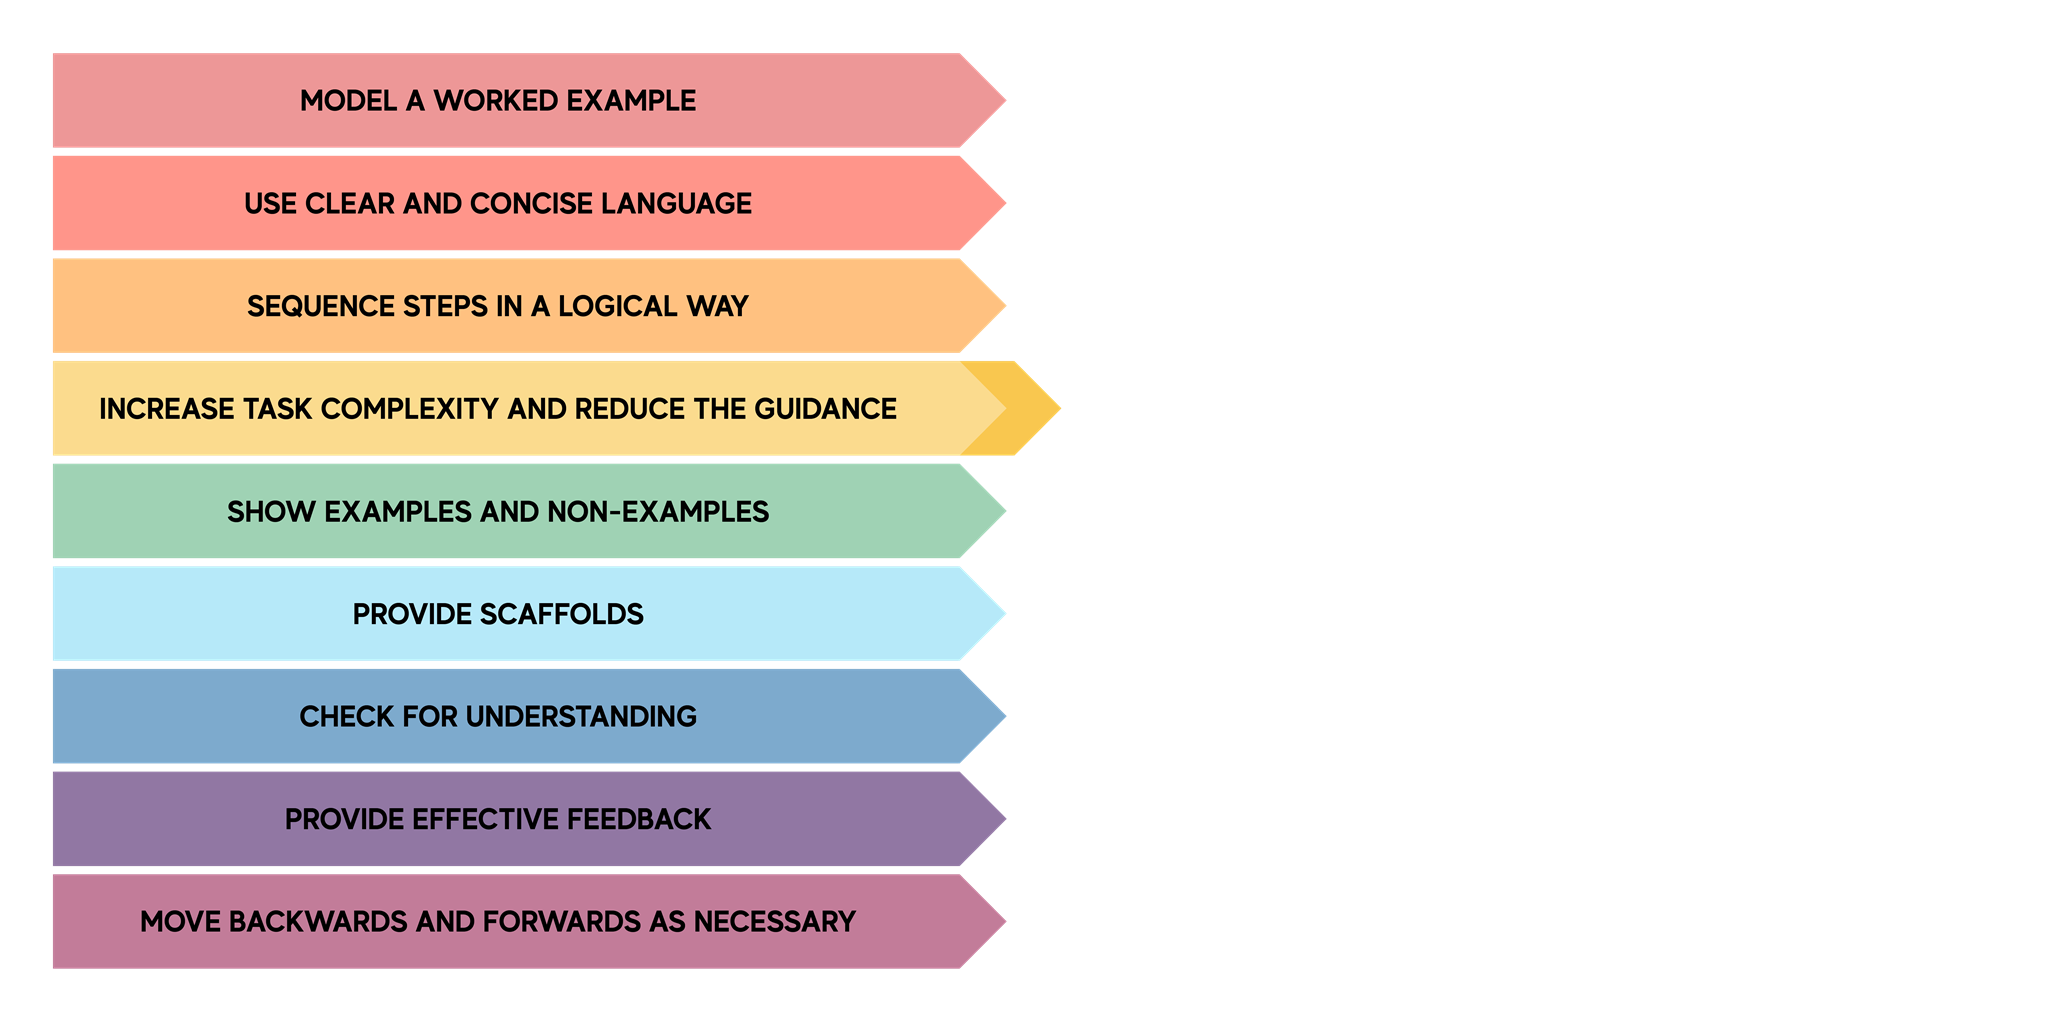 MODEL A WORKED EXAMPLE
USE CLEAR AND CONCISE LANGUAGE
SEQUENCE STEPS IN A LOGICAL WAY
INCREASE TASK COMPLEXITY AND REDUCE THE GUIDANCE
SHOW EXAMPLES AND NON-EXAMPLES
PROVIDE SCAFFOLDS
CHECK FOR UNDERSTANDING
PROVIDE EFFECTIVE FEEDBACK
MOVE BACKWARDS AND FORWARDS AS NECESSARY